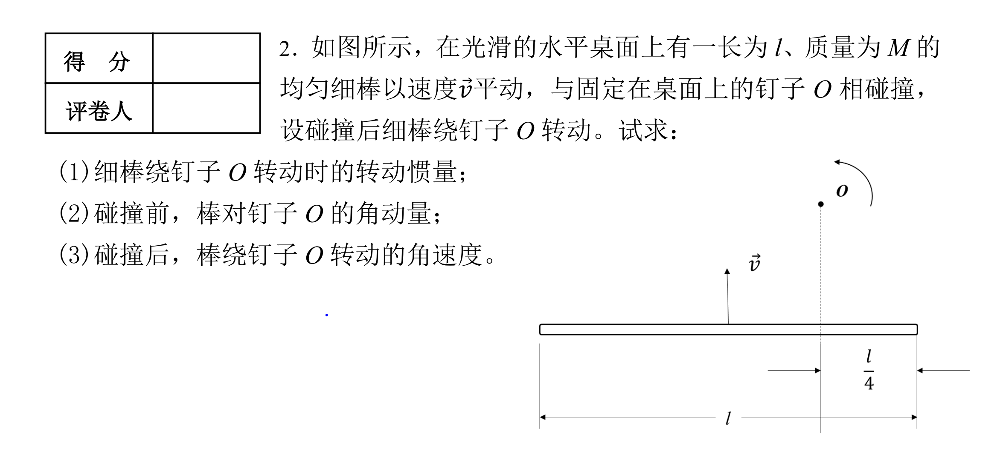 得 分
评卷人
2. 如图所示，在光滑的水平桌面上有一长为 l、质量为 M 的
均匀细棒以速度v⃗平动，与固定在桌面上的钉子 O 相碰撞，
设碰撞后细棒绕钉子 O 转动。试求：
(1)细棒绕钉子 O 转动时的转动惯量；
(2)碰撞前，棒对钉子 O 的角动量；
(3)碰撞后，棒绕钉子 O 转动的角速度。
O
v⃗
l/4
l